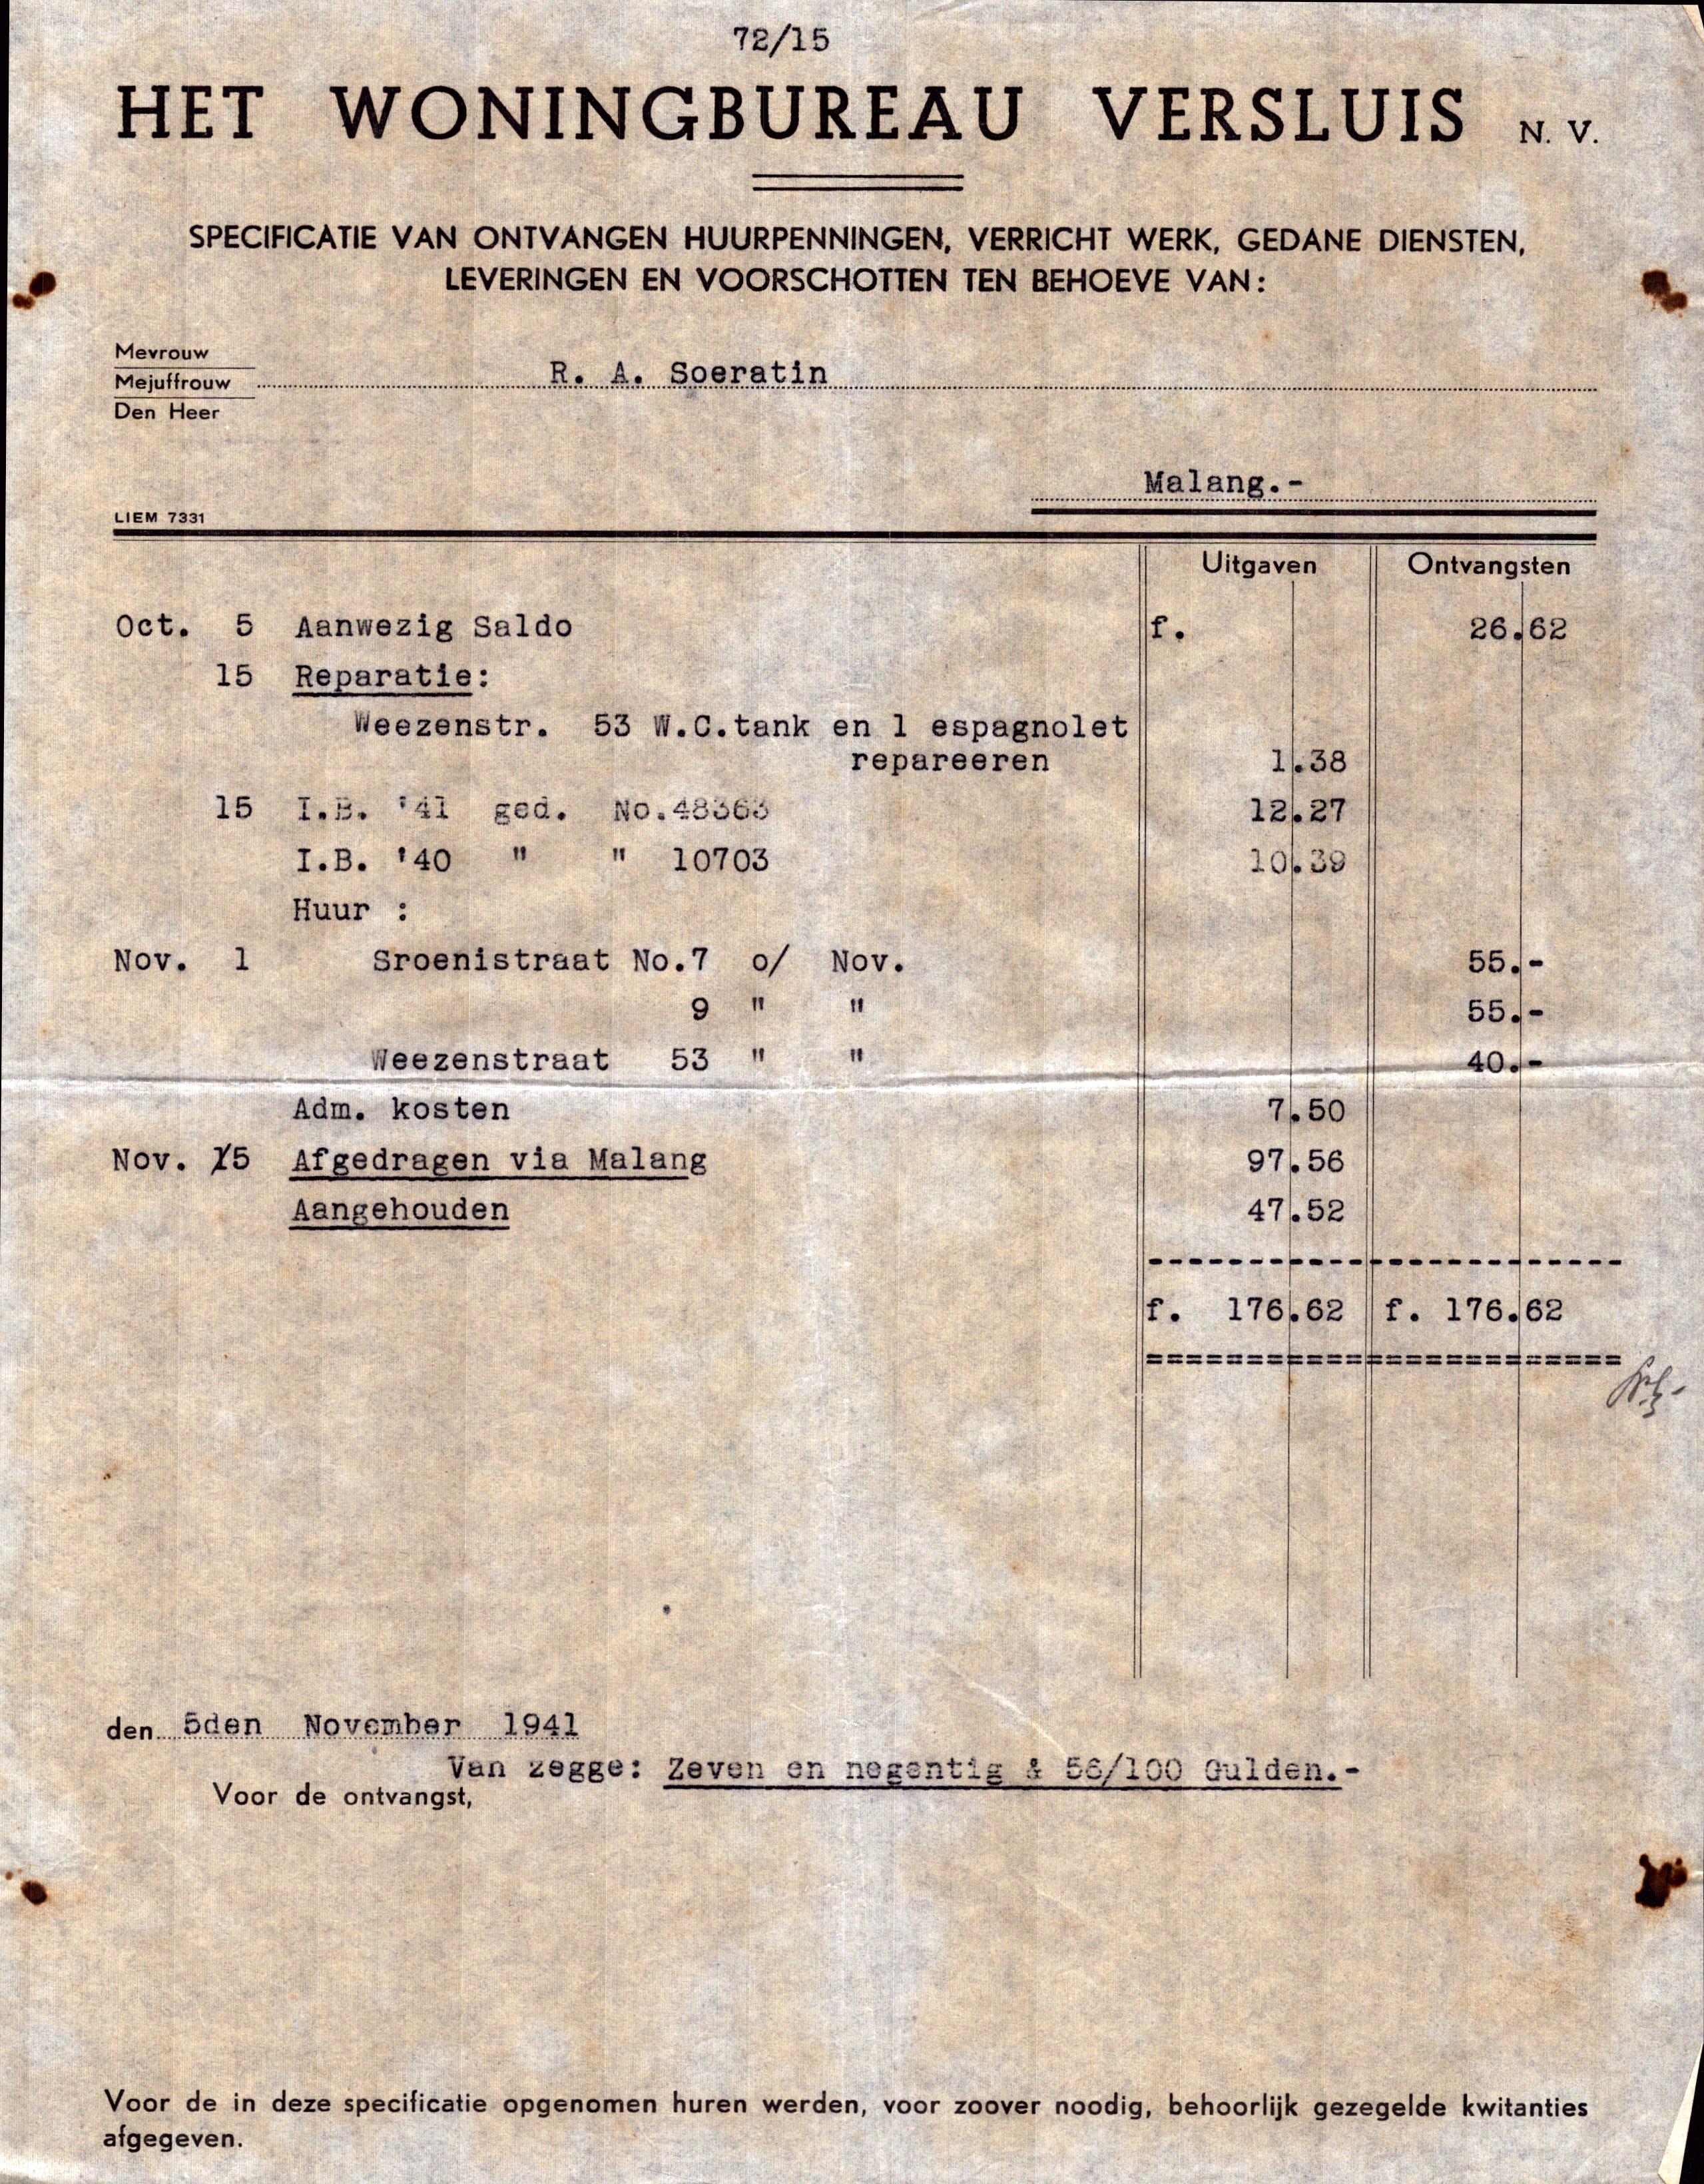 72/15
HET WONINGBUREAU VERSLUIS N. V.
SPECIFICATIE VAN ONTVANGEN HUURPENNINGEN, VERRICHT WERK, GEDANE DIENSTEN,
LEVERINGEN EN VOORSCHOTTEN TEN BEHOEVE VAN:
Mevrouw
Mejuffrouw R. A. Soeratin
Den Heer
Malang.-
LIEM 7331
Uitgaven Ontvangsten
Oct. 5 Aanwezig Saldo f. 26.62
15 Reparatie:
Weezenstr. 53 W.C.tank en 1 espagnolet
repareeren 1.38
15 I.B. '41 ged. No.48363 12.27
I.B. '40 " " 10703 10.39
Huur :
Nov. 1 Sroenistraat No.7 o/ Nov. 55.-
9 " " 55.-
Weezenstraat 53 " " 40.-
Adm. kosten 7.50
Nov. 5 Afgedragen via Malang 97.56
Aangehouden 47.52
f. 176.62 f. 176.62
den 5den November 1941
Van zegge: Zeven en negentig & 56/100 Gulden.-
Voor de ontvangst,
Voor de in deze specificatie opgenomen huren werden, voor zoover noodig, behoorlijk gezegelde kwitanties
afgegeven.